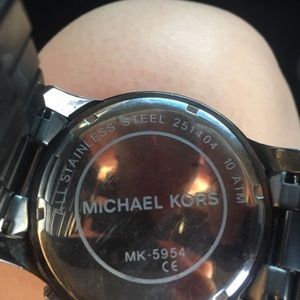 ALL STAINLESS STEEL 251404 10 ATM
MICHAEL KORS
MK-5954
CE